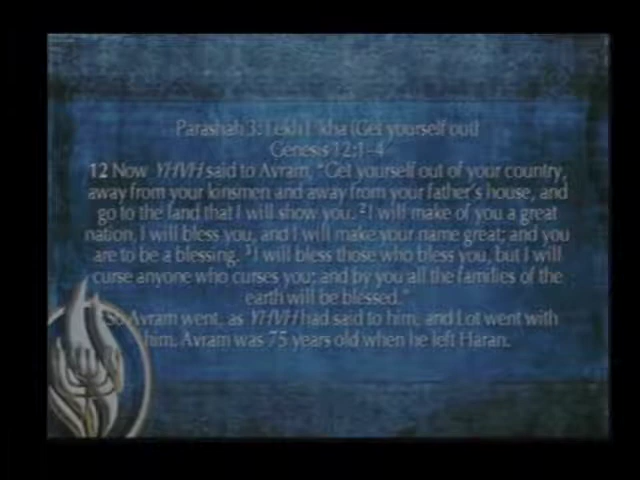 Parashah 3: Lekh L'kha (Get yourself out)
Genesis 12:1-4
12 Now YHVH said to Avram, "Get yourself out of your country,
away from your kinsmen and away from your father's house, and
go to the land that I will show you. ²I will make of you a great
nation, I will bless you, and I will make your name great; and you
are to be a blessing. ³I will bless those who bless you, but I will
curse anyone who curses you; and by you all the families of the
earth will be blessed."
So Avram went, as YHVH had said to him, and Lot went with
him. Avram was 75 years old when he left Haran.